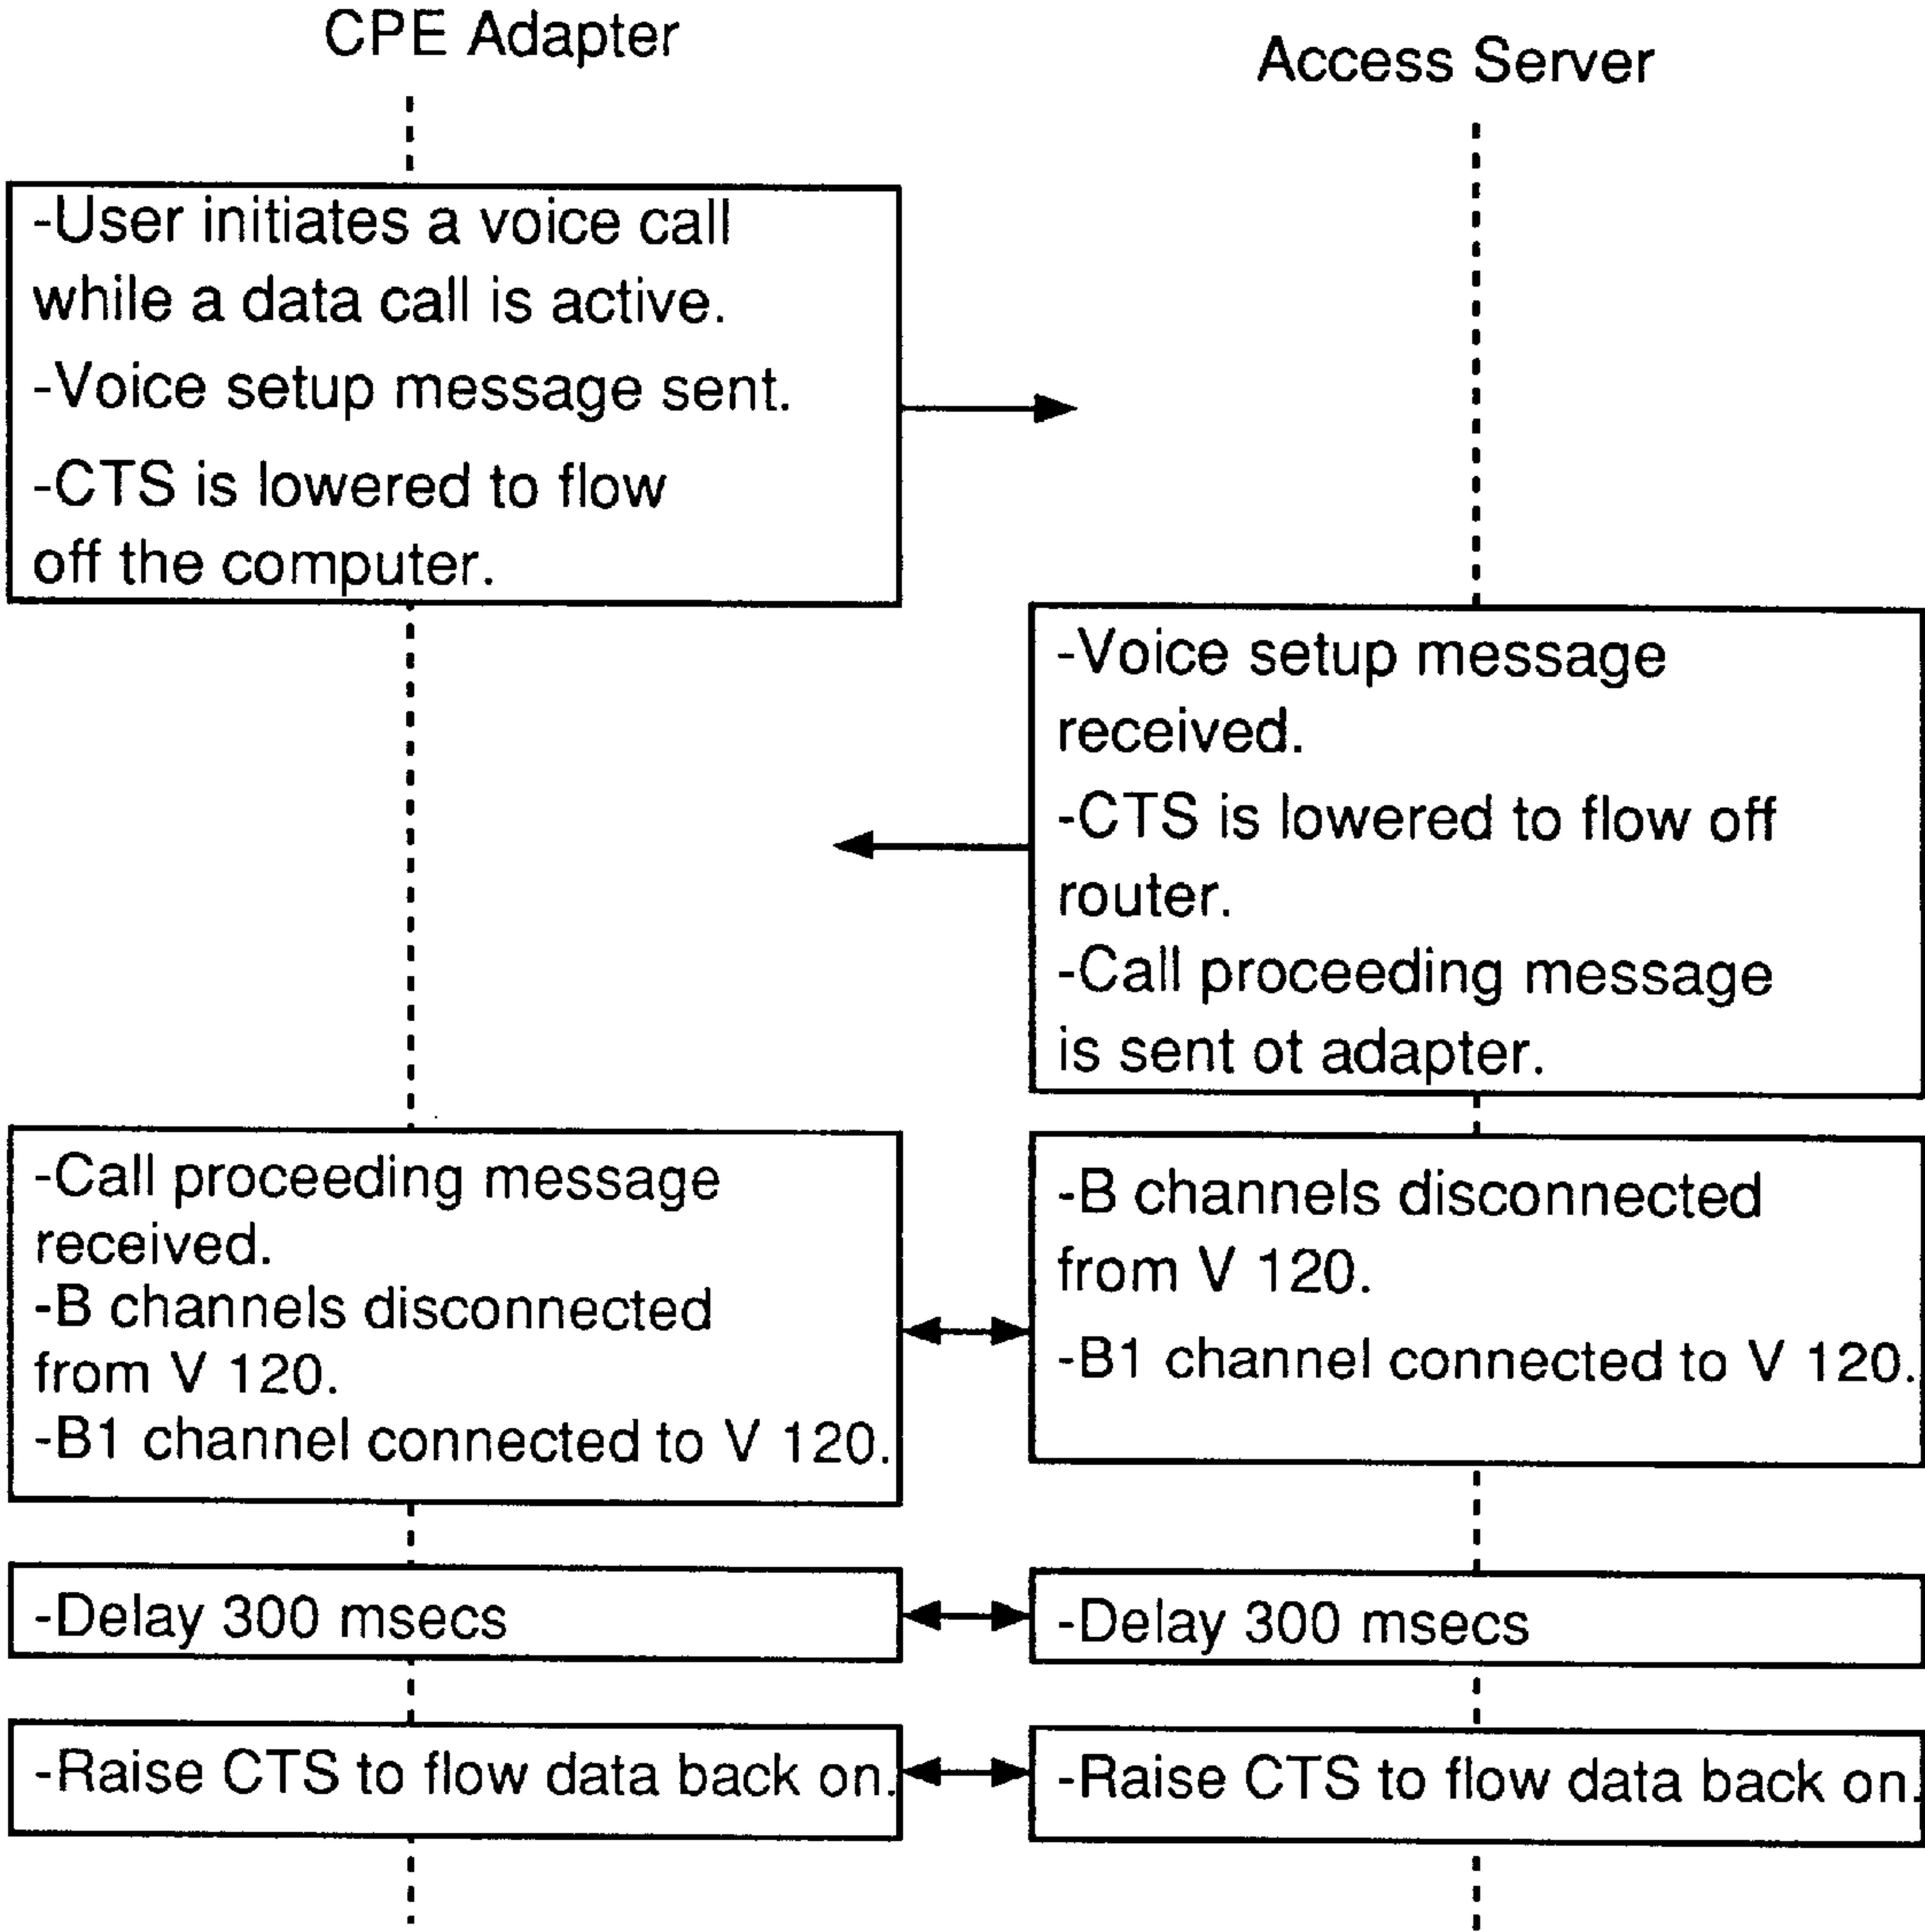 CPE Adapter
Access Server
-User initiates a voice call
while a data call is active.
-Voice setup message sent.
-CTS is lowered to flow
off the computer.
-Voice setup message
received.
-CTS is lowered to flow off
router.
-Call proceeding message
is sent ot adapter.
-Call proceeding message
received.
-B channels disconnected
from V 120.
-B1 channel connected to V 120.
-B channels disconnected
from V 120.
-B1 channel connected to V 120.
-Delay 300 msecs
-Delay 300 msecs
-Raise CTS to flow data back on.
-Raise CTS to flow data back on.